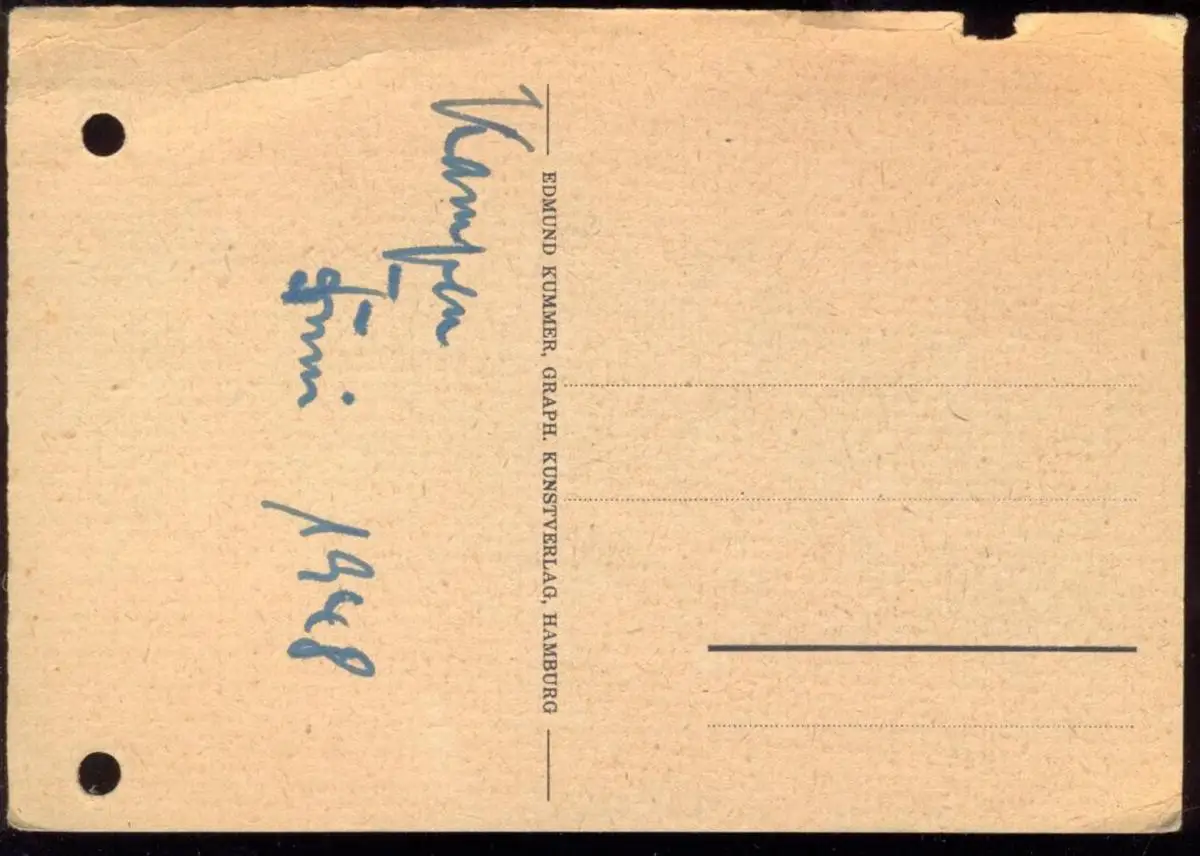 EDMUND KUMMER, GRAPH. KUNSTVERLAG, HAMBURG
Kampen
Juni 1948